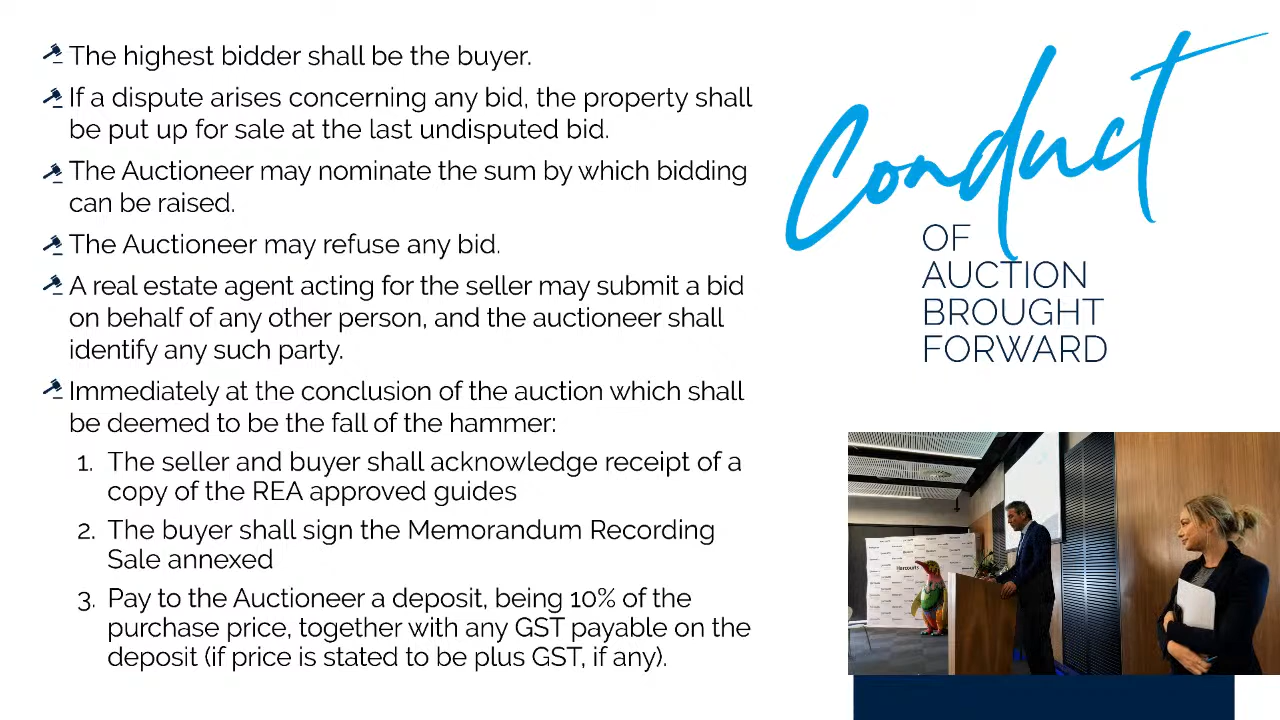 The highest bidder shall be the buyer.
If a dispute arises concerning any bid, the property shall
be put up for sale at the last undisputed bid.
The Auctioneer may nominate the sum by which bidding
can be raised.
The Auctioneer may refuse any bid.
A real estate agent acting for the seller may submit a bid
on behalf of any other person, and the auctioneer shall
identify any such party.
Immediately at the conclusion of the auction which shall
be deemed to be the fall of the hammer:
1. The seller and buyer shall acknowledge receipt of a
copy of the REA approved guides
2. The buyer shall sign the Memorandum Recording
Sale annexed
3. Pay to the Auctioneer a deposit, being 10% of the
purchase price, together with any GST payable on the
deposit (if price is stated to be plus GST, if any).
Conduct
OF
AUCTION
BROUGHT
FORWARD
Harcourts